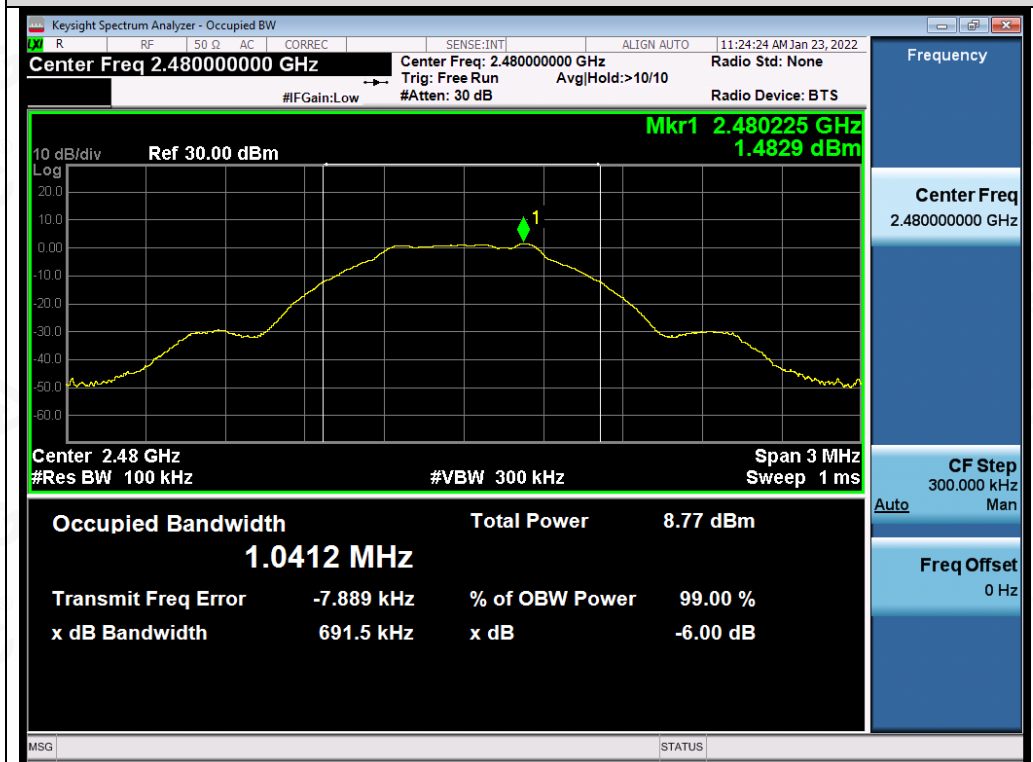 Keysight Spectrum Analyzer - Occupied BW
LXI R RF 50 Ω AC CORREC SENSE:INT ALIGN AUTO 11:24:24 AM Jan 23, 2022
Center Freq 2.480000000 GHz
Center Freq: 2.480000000 GHz Radio Std: None
Trig: Free Run Avg|Hold:>10/10
#IFGain:Low #Atten: 30 dB Radio Device: BTS
Mkr1 2.480225 GHz
10 dB/div Ref 30.00 dBm 1.4829 dBm
Log
20.0
10.0
1
0.00
-10.0
-20.0
-30.0
-40.0
-50.0
-60.0
Center 2.48 GHz Span 3 MHz
#Res BW 100 kHz #VBW 300 kHz Sweep 1 ms
Occupied Bandwidth Total Power 8.77 dBm
1.0412 MHz
Transmit Freq Error -7.889 kHz % of OBW Power 99.00 %
x dB Bandwidth 691.5 kHz x dB -6.00 dB
MSG STATUS
Frequency
Center Freq
2.480000000 GHz
CF Step
300.000 kHz
Auto Man
Freq Offset
0 Hz